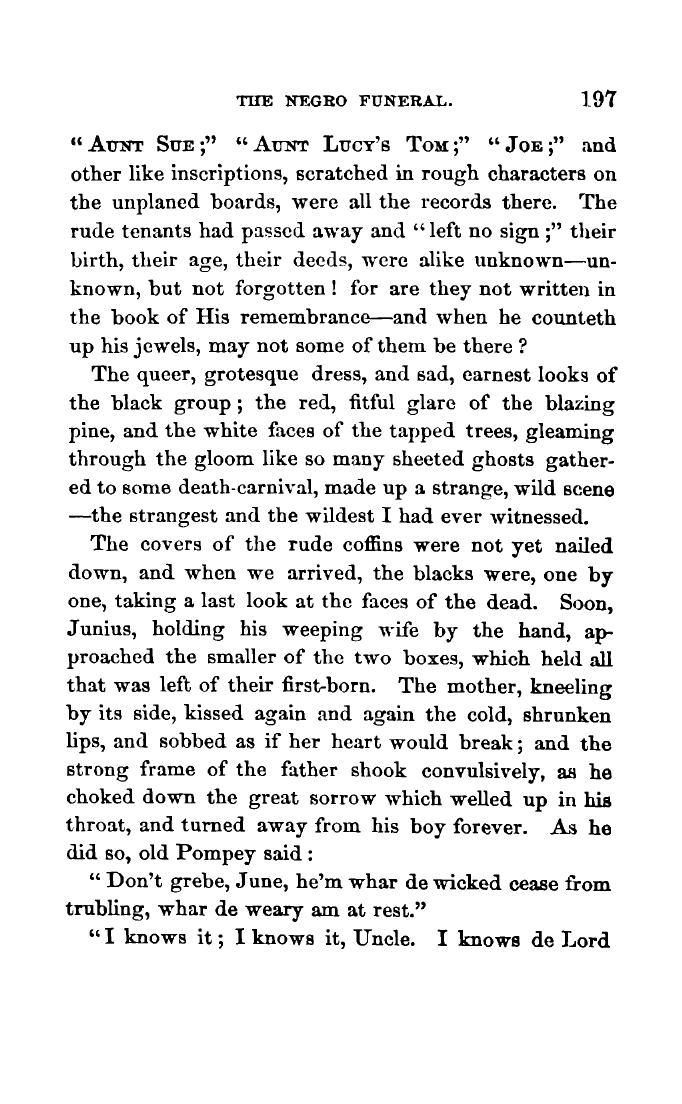 THE NEGRO FUNERAL. 197
“ AUNT SUE ;” “ AUNT LUCY’S TOM ;” “ JOE ;” and
other like inscriptions, scratched in rough characters on
the unplaned boards, were all the records there. The
rude tenants had passed away and “ left no sign ;” their
birth, their age, their deeds, were alike unknown—un-
known, but not forgotten ! for are they not written in
the book of His remembrance—and when he counteth
up his jewels, may not some of them be there ?
The queer, grotesque dress, and sad, earnest looks of
the black group ; the red, fitful glare of the blazing
pine, and the white faces of the tapped trees, gleaming
through the gloom like so many sheeted ghosts gather-
ed to some death-carnival, made up a strange, wild scene
—the strangest and the wildest I had ever witnessed.
The covers of the rude coffins were not yet nailed
down, and when we arrived, the blacks were, one by
one, taking a last look at the faces of the dead. Soon,
Junius, holding his weeping wife by the hand, ap-
proached the smaller of the two boxes, which held all
that was left of their first-born. The mother, kneeling
by its side, kissed again and again the cold, shrunken
lips, and sobbed as if her heart would break ; and the
strong frame of the father shook convulsively, as he
choked down the great sorrow which welled up in his
throat, and turned away from his boy forever. As he
did so, old Pompey said :
“ Don’t grebe, June, he’m whar de wicked cease from
trubling, whar de weary am at rest.”
“ I knows it ; I knows it, Uncle. I knows de Lord